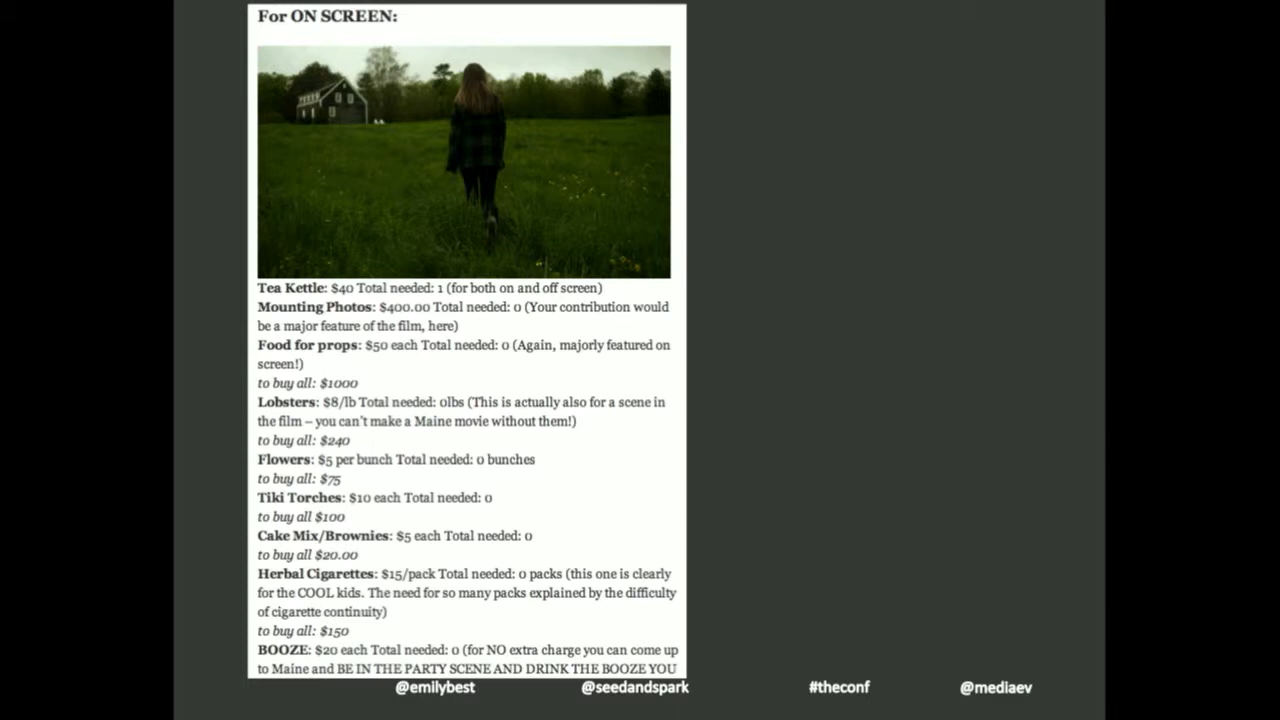 For ON SCREEN:
Tea Kettle: $40 Total needed: 1 (for both on and off screen)
Mounting Photos: $400.00 Total needed: 0 (Your contribution would
be a major feature of the film, here)
Food for props: $50 each Total needed: 0 (Again, majorly featured on
screen!)
to buy all: $1000
Lobsters: $8/lb Total needed: 0lbs (This is actually also for a scene in
the film – you can't make a Maine movie without them!)
to buy all: $240
Flowers: $5 per bunch Total needed: 0 bunches
to buy all: $75
Tiki Torches: $10 each Total needed: 0
to buy all $100
Cake Mix/Brownies: $5 each Total needed: 0
to buy all $20.00
Herbal Cigarettes: $15/pack Total needed: 0 packs (this one is clearly
for the COOL kids. The need for so many packs explained by the difficulty
of cigarette continuity)
to buy all: $150
BOOZE: $20 each Total needed: 0 (for NO extra charge you can come up
to Maine and BE IN THE PARTY SCENE AND DRINK THE BOOZE YOU
@emilybest @seedandspark #theconf @mediaev